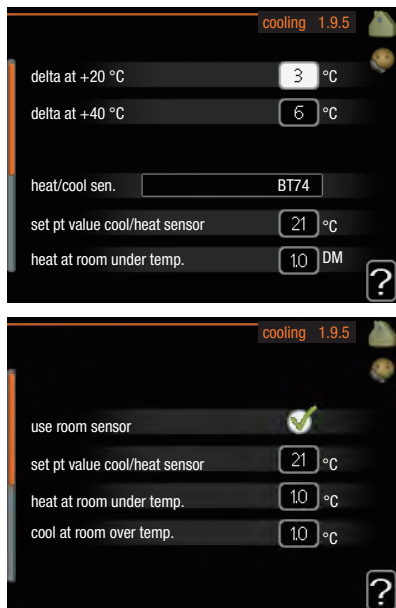 cooling 1.9.5
delta at +20 °C 3 °C
delta at +40 °C 6 °C
heat/cool sen. BT74
set pt value cool/heat sensor 21 °C
heat at room under temp. 1.0 DM
?
cooling 1.9.5
use room sensor
set pt value cool/heat sensor 21 °C
heat at room under temp. 1.0 °C
cool at room over temp. 1.0 °C
?